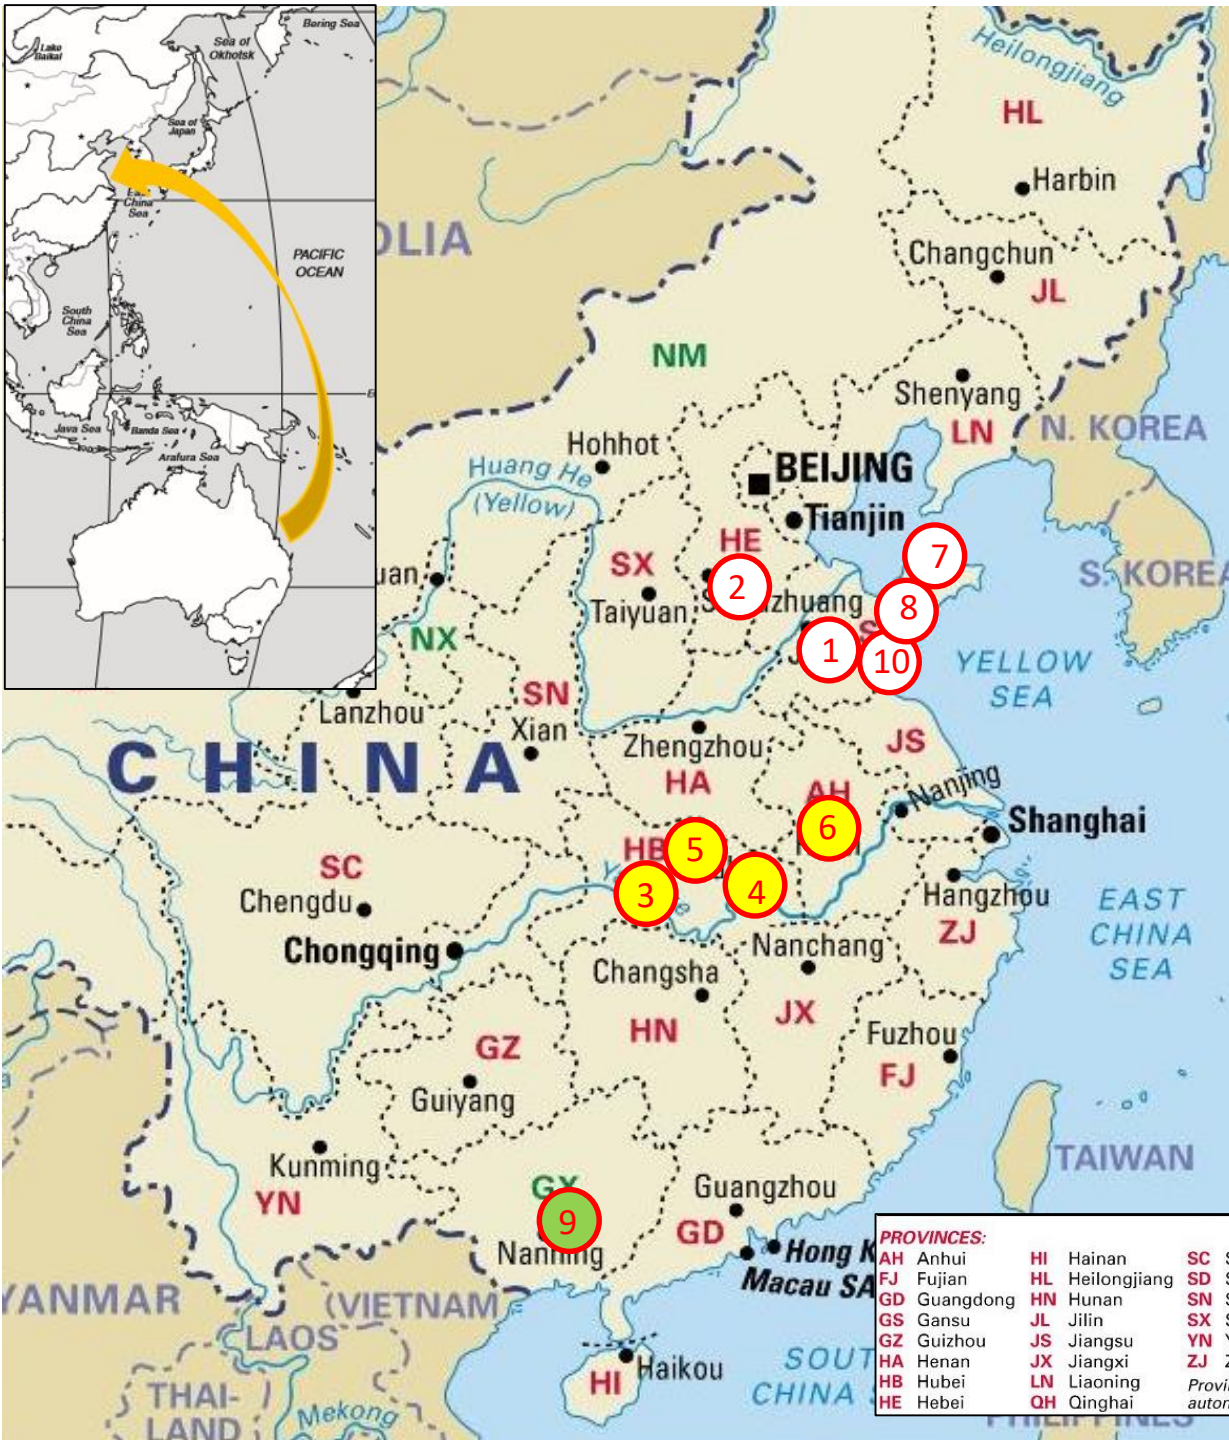 Bering Sea
Sea of
Okhotsk
Lake
Baikal
Sea of
Japan
East
China
Sea
PACIFIC
OCEAN
South
China
Sea
Java Sea
Banda Sea
Arafura Sea
OLIA
Heilongjiang
HL
Harbin
Changchun
JL
NM
Shenyang
LN
N. KOREA
Hohhot
Huang He
(Yellow)
BEIJING
Tianjin
HE
SX
Taiyuan
S
zhuang
S. KOREA
uan
NX
7
2
8
1
10
S
J
YELLOW
SEA
SN
Lanzhou
Xian
Zhengzhou
HA
JS
CHINA
AH
Nanjing
Shanghai
HB
5
6
3
4
Y
SC
Chengdu
Chongqing
Hangzhou
ZJ
EAST
CHINA
SEA
Nanchang
Changsha
JX
HN
GZ
Guiyang
Fuzhou
FJ
Kunming
YN
TAIWAN
GX
9
Nanning
Guangzhou
GD
Hong K
Macau SA
YANMAR
(VIETNAM
LAOS
THAI-
LAND
Mekong
HI
Haikou
SOUT
CHINA S
PHILIPPINES
PROVINCES:
AH Anhui HI Hainan SC S
FJ Fujian HL Heilongjiang SD S
GD Guangdong HN Hunan SN S
GS Gansu JL Jilin SX S
GZ Guizhou JS Jiangsu YN Y
HA Henan JX Jiangxi ZJ Z
HB Hubei LN Liaoning Provin
HE Hebei QH Qinghai auton